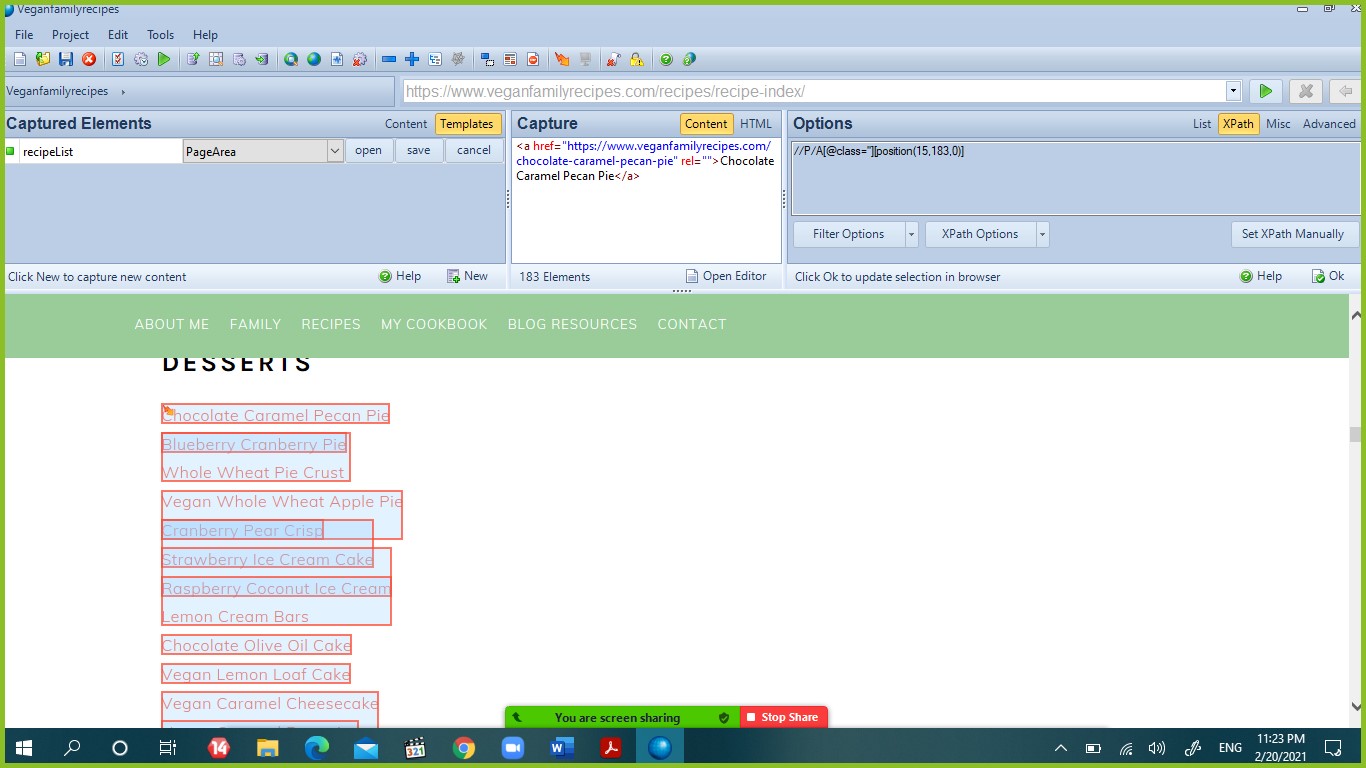 Veganfamilyrecipes
File Project Edit Tools Help
Veganfamilyrecipes
https://www.veganfamilyrecipes.com/recipes/recipe-index/
Captured Elements Content Templates
recipeList PageArea open save cancel
Click New to capture new content Help New
Capture Content HTML
<a href="https://www.veganfamilyrecipes.com/
chocolate-caramel-pecan-pie" rel="">Chocolate
Caramel Pecan Pie</a>
183 Elements Open Editor
Options List XPath Misc Advanced
//P/A[@class=''][position(15,183,0)]
Filter Options XPath Options Set XPath Manually
Click Ok to update selection in browser Help Ok
ABOUT ME FAMILY RECIPES MY COOKBOOK BLOG RESOURCES CONTACT
DESSERTS
Chocolate Caramel Pecan Pie
Blueberry Cranberry Pie
Whole Wheat Pie Crust
Vegan Whole Wheat Apple Pie
Cranberry Pear Crisp
Strawberry Ice Cream Cake
Raspberry Coconut Ice Cream
Lemon Cream Bars
Chocolate Olive Oil Cake
Vegan Lemon Loaf Cake
Vegan Caramel Cheesecake
You are screen sharing Stop Share
14 321 W ENG 11:23 PM
2/20/2021